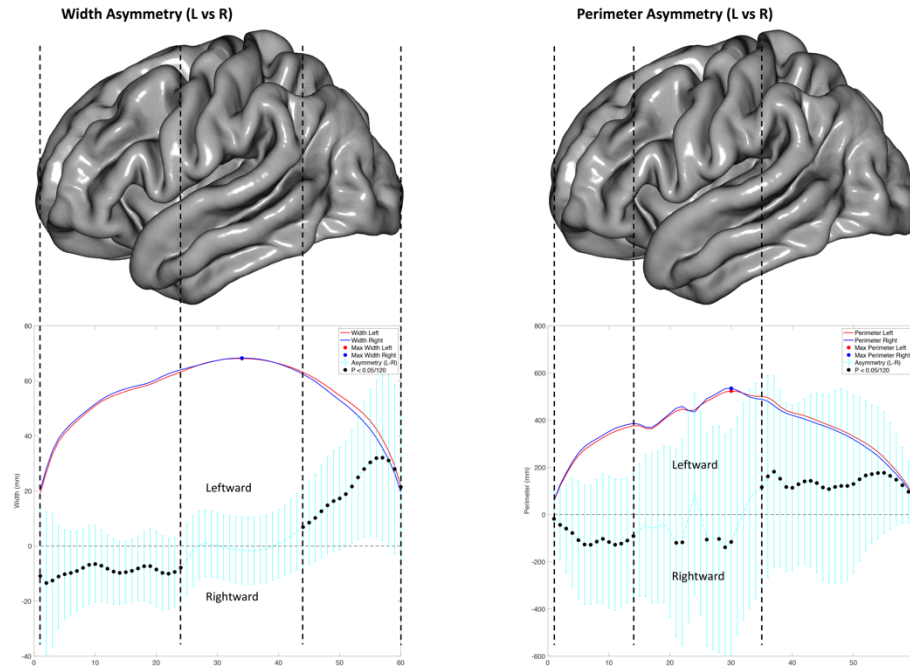 Width Asymmetry (L vs R)
Perimeter Asymmetry (L vs R)
80
60
40
20
0
-20
-40
Width (mm)
0
10
20
30
40
50
60
Width Left
Width Right
Max Width Left
Max Width Right
Asymmetry (L-R)
P < 0.05/120
Leftward
Rightward
800
600
400
200
0
-200
-400
-600
Perimeter (mm)
0
10
20
30
40
50
Perimeter Left
Perimeter Right
Max Perimeter Left
Max Perimeter Right
Asymmetry (L-R)
P < 0.05/120
Leftward
Rightward